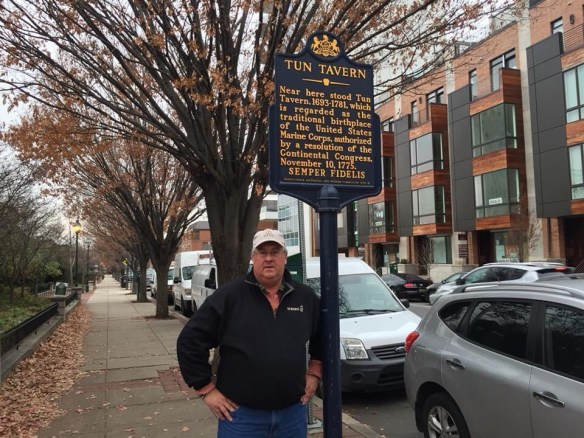 TUN TAVERN
Near here stood Tun
Tavern, 1693-1781, which
is regarded as the
traditional birthplace
of the United States
Marine Corps, authorized
by a resolution of the
Continental Congress,
November 10, 1775.
SEMPER FIDELIS